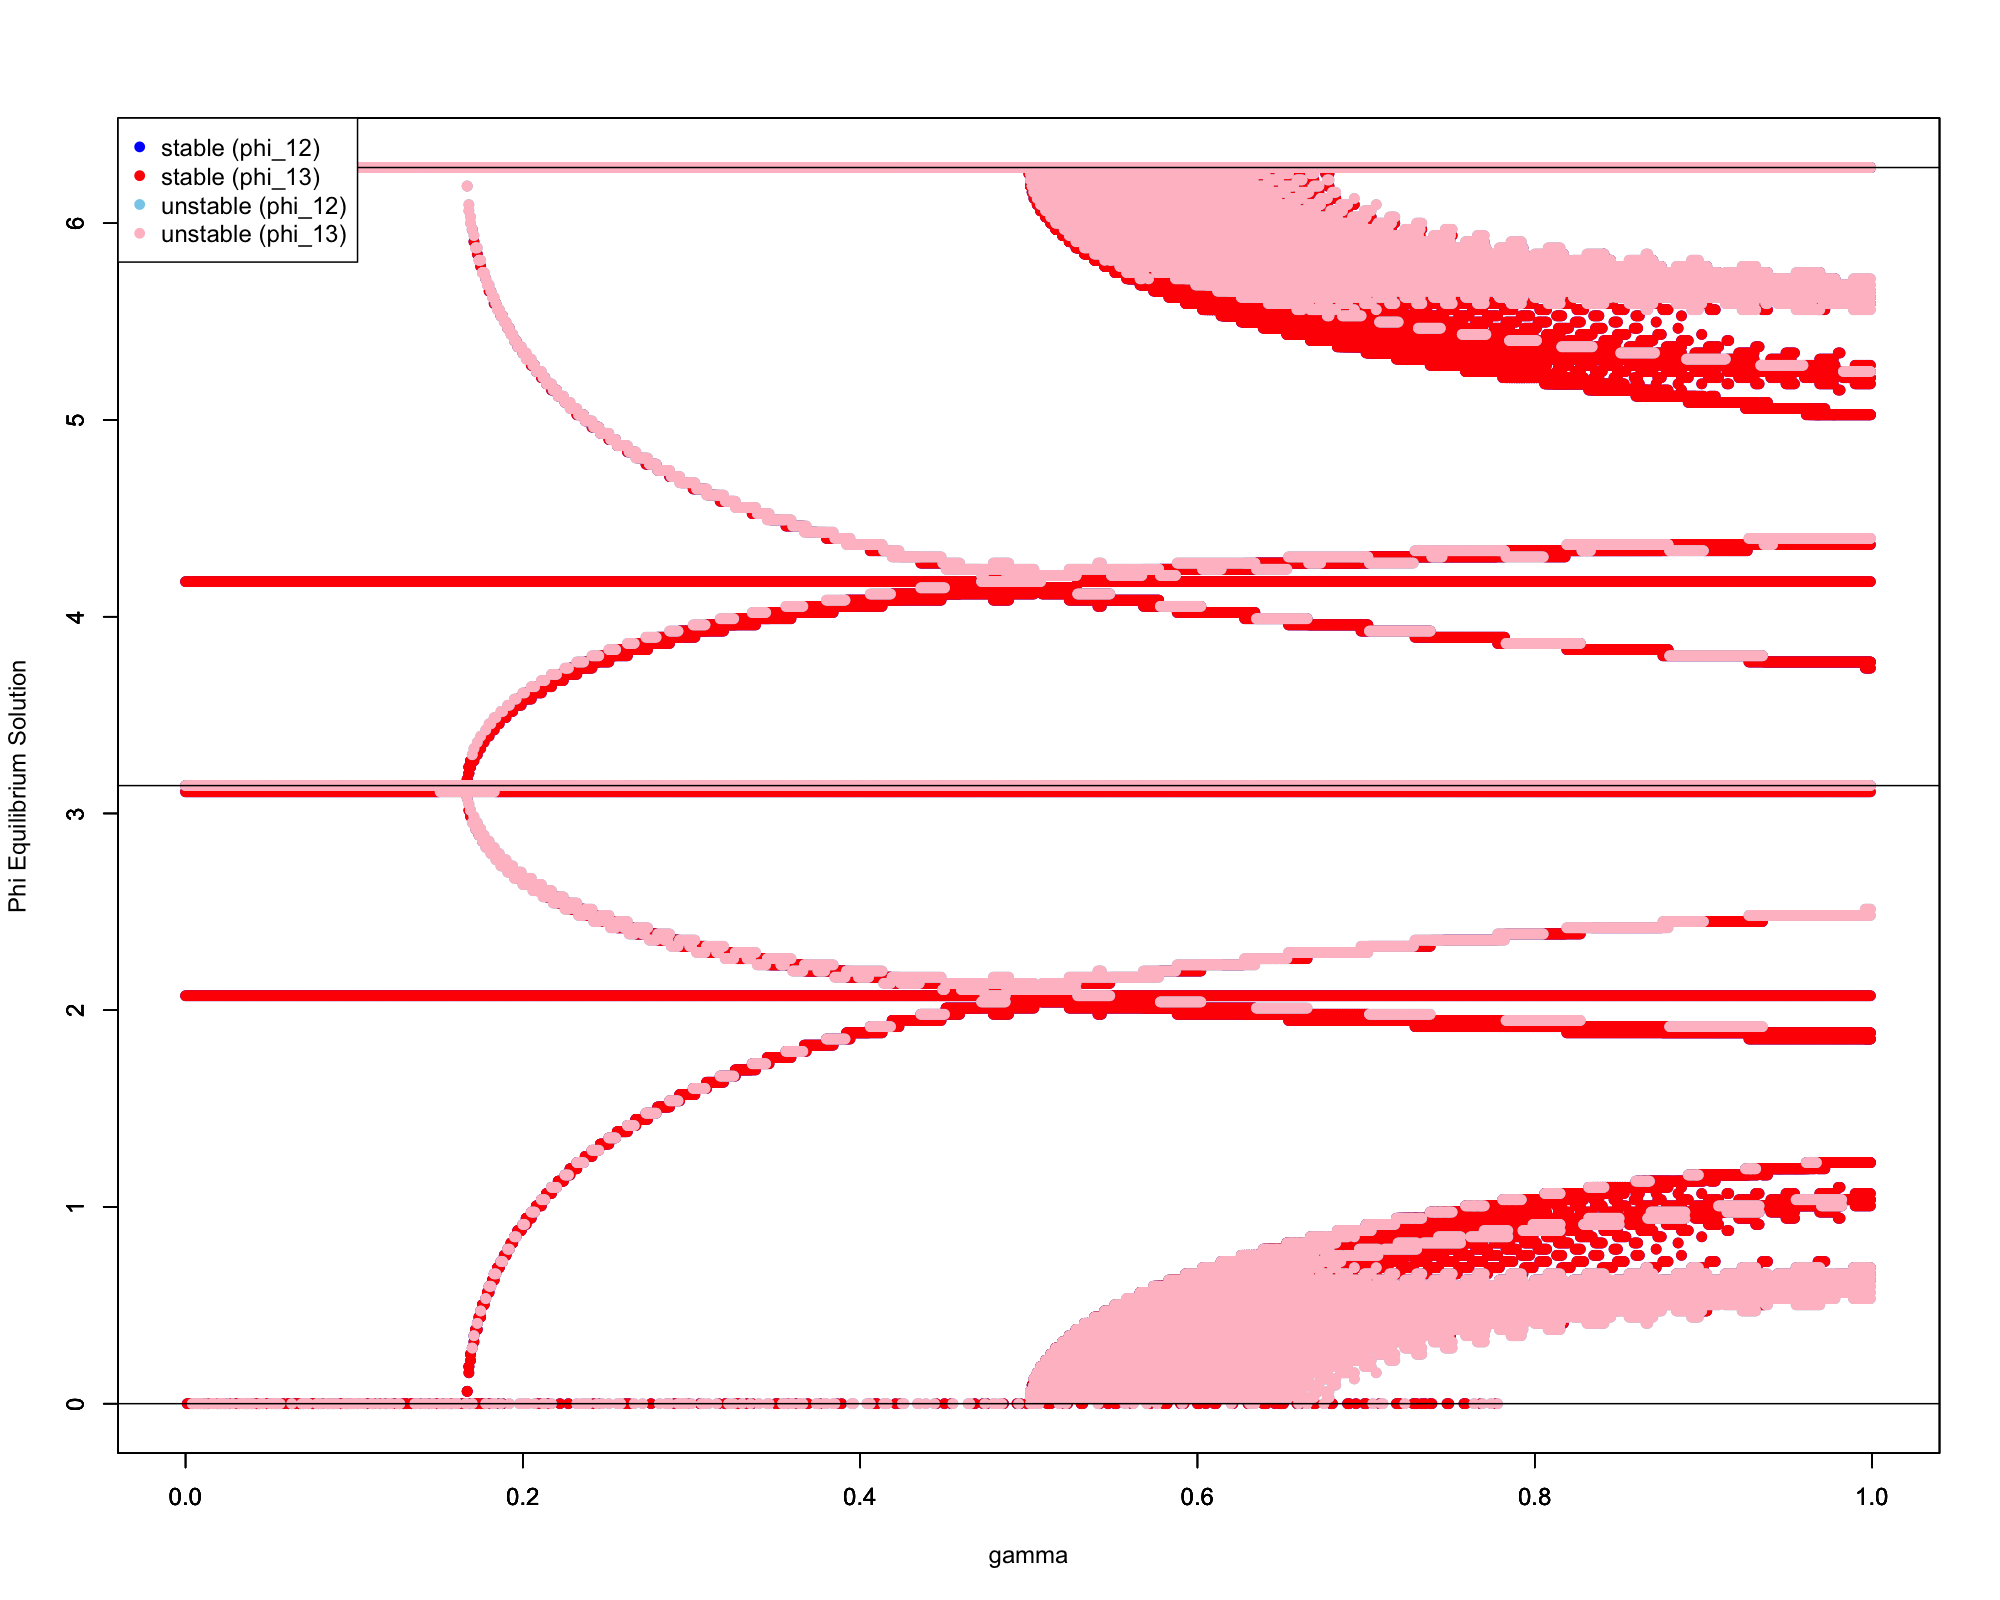 stable (phi_12)
stable (phi_13)
unstable (phi_12)
unstable (phi_13)
6
5
4
3
2
1
0
Phi Equilibrium Solution
0.0 0.2 0.4 0.6 0.8 1.0
gamma